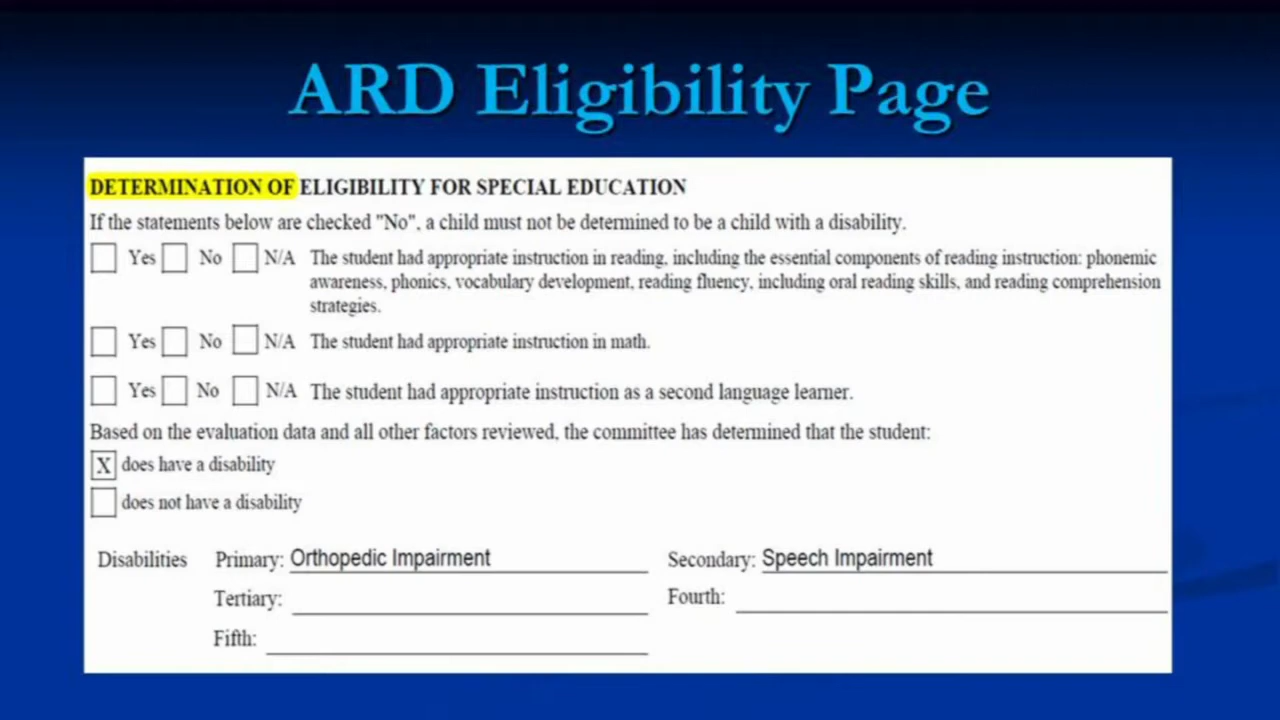 ARD Eligibility Page
DETERMINATION OF ELIGIBILITY FOR SPECIAL EDUCATION
If the statements below are checked "No", a child must not be determined to be a child with a disability.
Yes No N/A The student had appropriate instruction in reading, including the essential components of reading instruction: phonemic
awareness, phonics, vocabulary development, reading fluency, including oral reading skills, and reading comprehension
strategies.
Yes No N/A The student had appropriate instruction in math.
Yes No N/A The student had appropriate instruction as a second language learner.
Based on the evaluation data and all other factors reviewed, the committee has determined that the student:
X does have a disability
does not have a disability
Disabilities Primary: Orthopedic Impairment Secondary: Speech Impairment
Tertiary: Fourth:
Fifth: